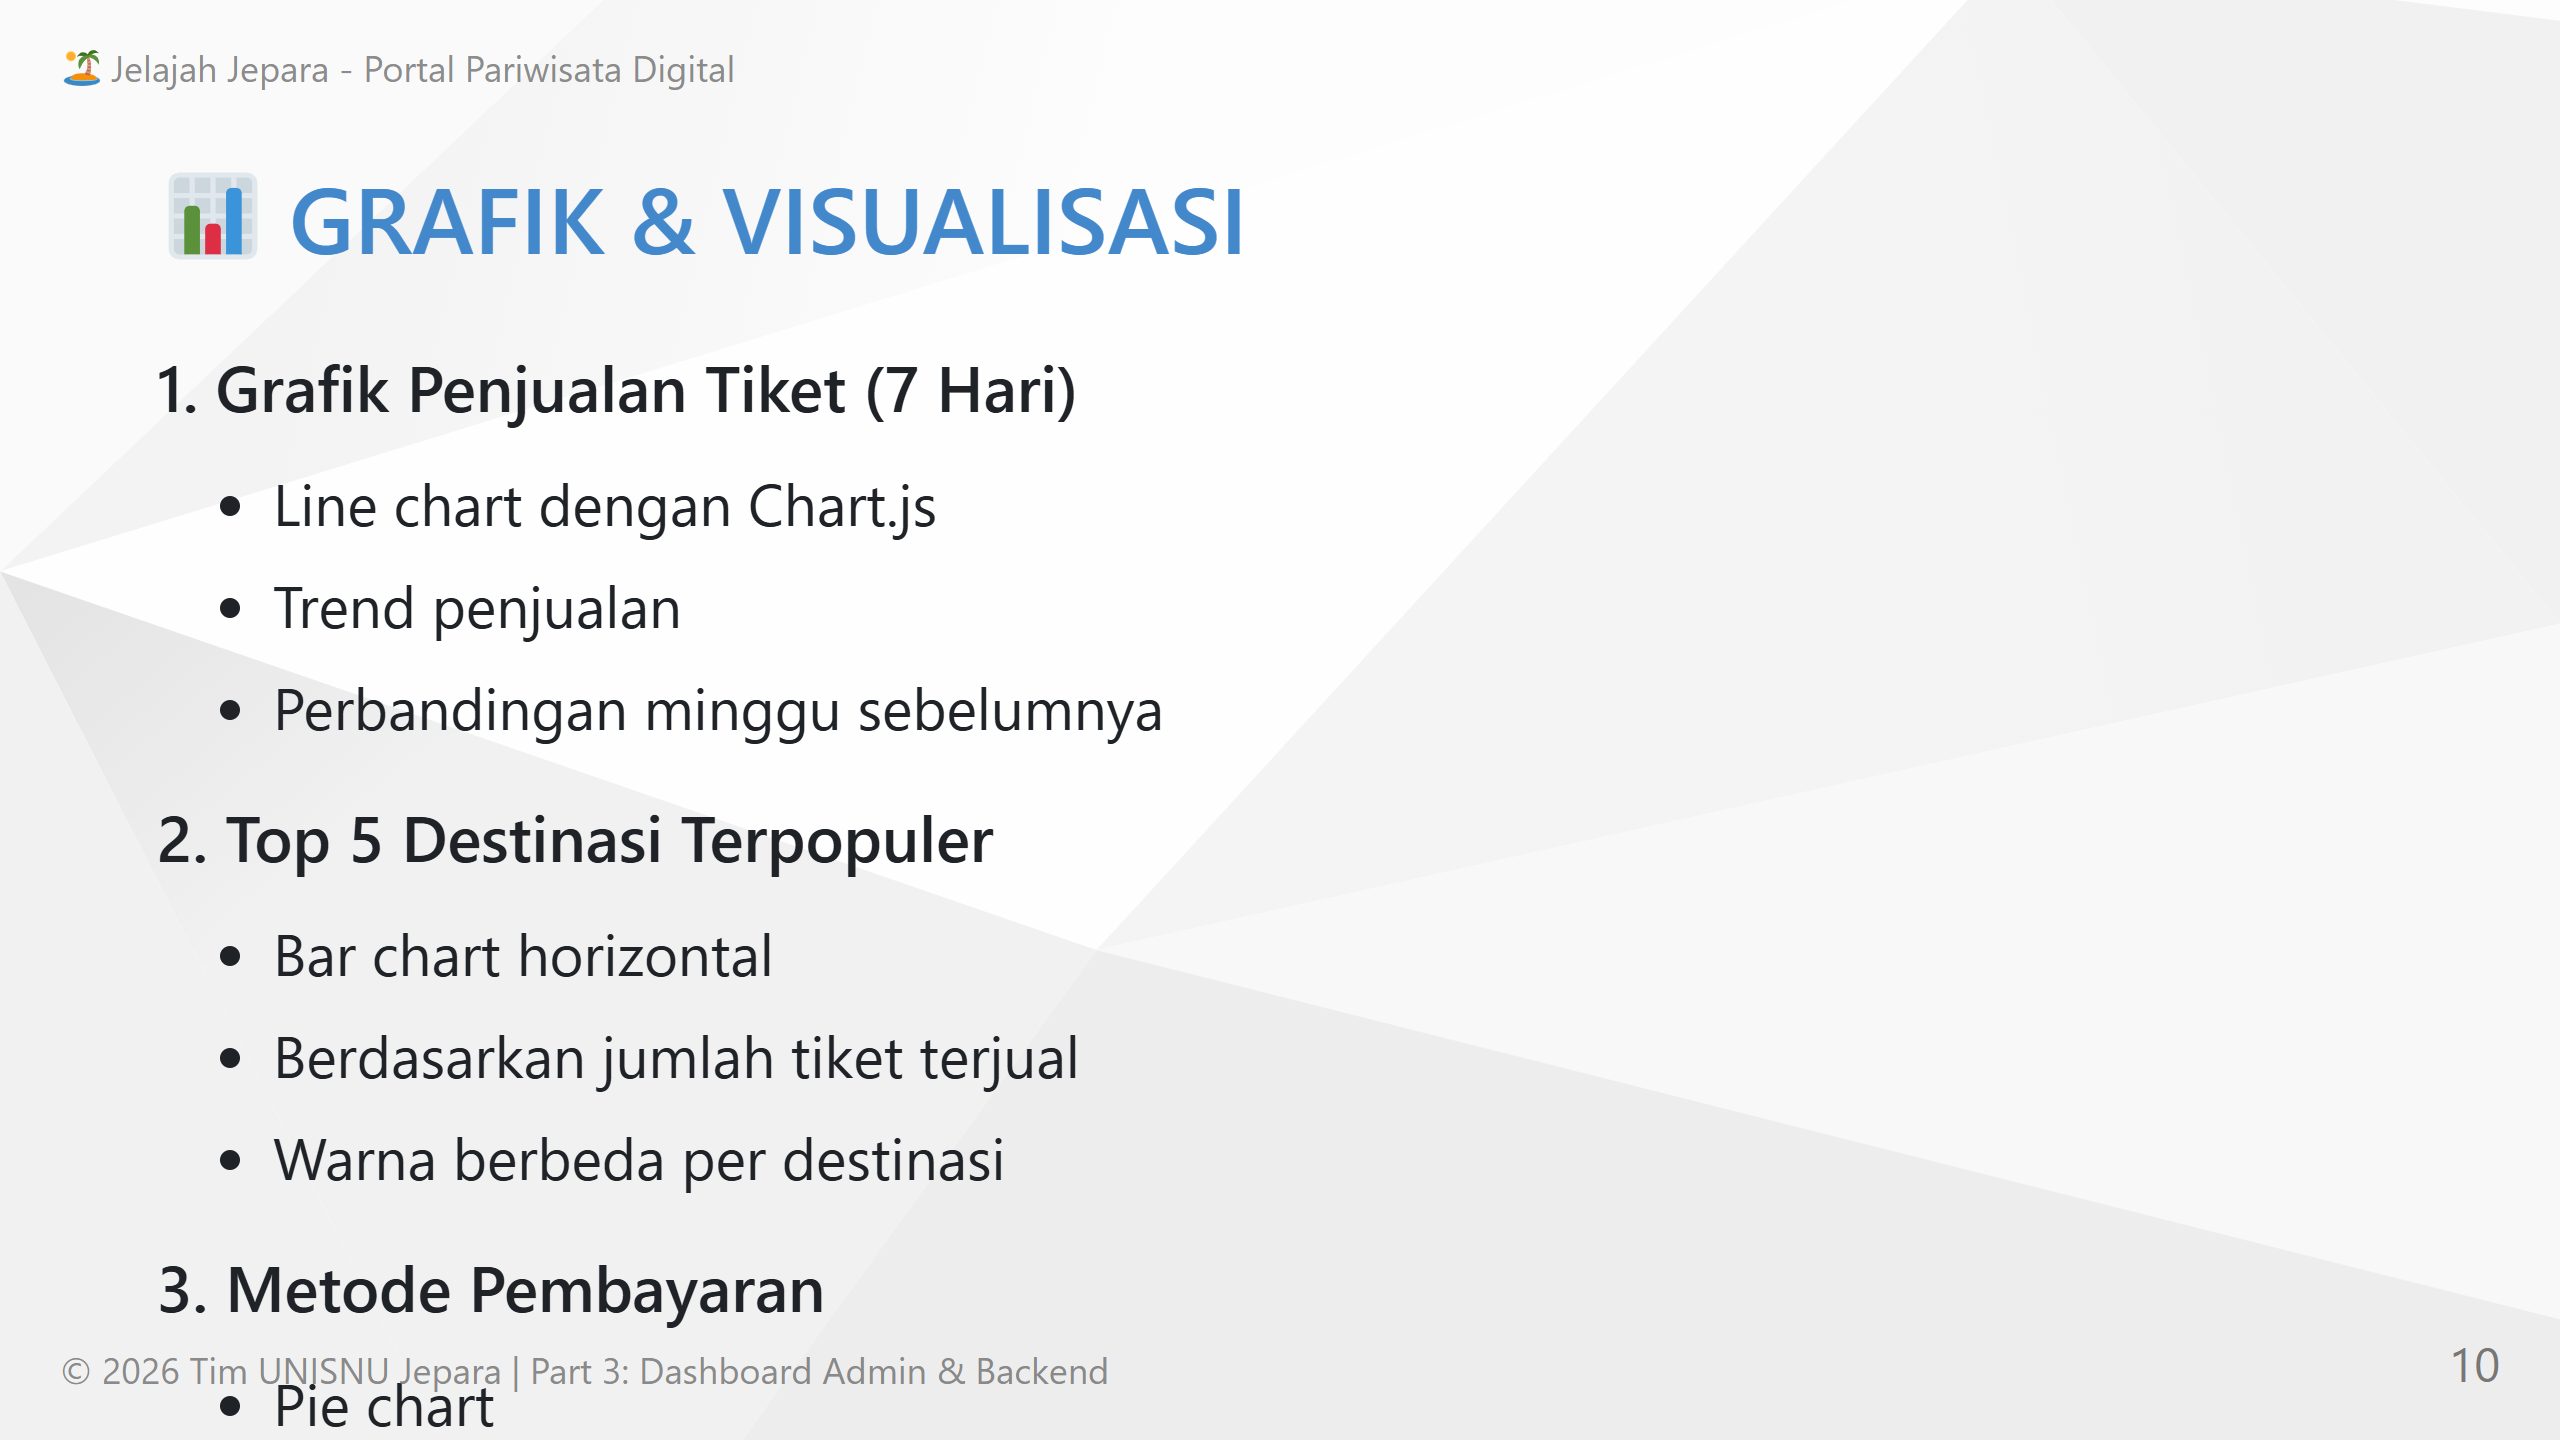 Jelajah Jepara - Portal Pariwisata Digital
GRAFIK & VISUALISASI
1. Grafik Penjualan Tiket (7 Hari)
• Line chart dengan Chart.js
• Trend penjualan
• Perbandingan minggu sebelumnya
2. Top 5 Destinasi Terpopuler
• Bar chart horizontal
• Berdasarkan jumlah tiket terjual
• Warna berbeda per destinasi
3. Metode Pembayaran
© 2026 Tim UNISNU Jepara | Part 3: Dashboard Admin & Backend
10
• Pie chart